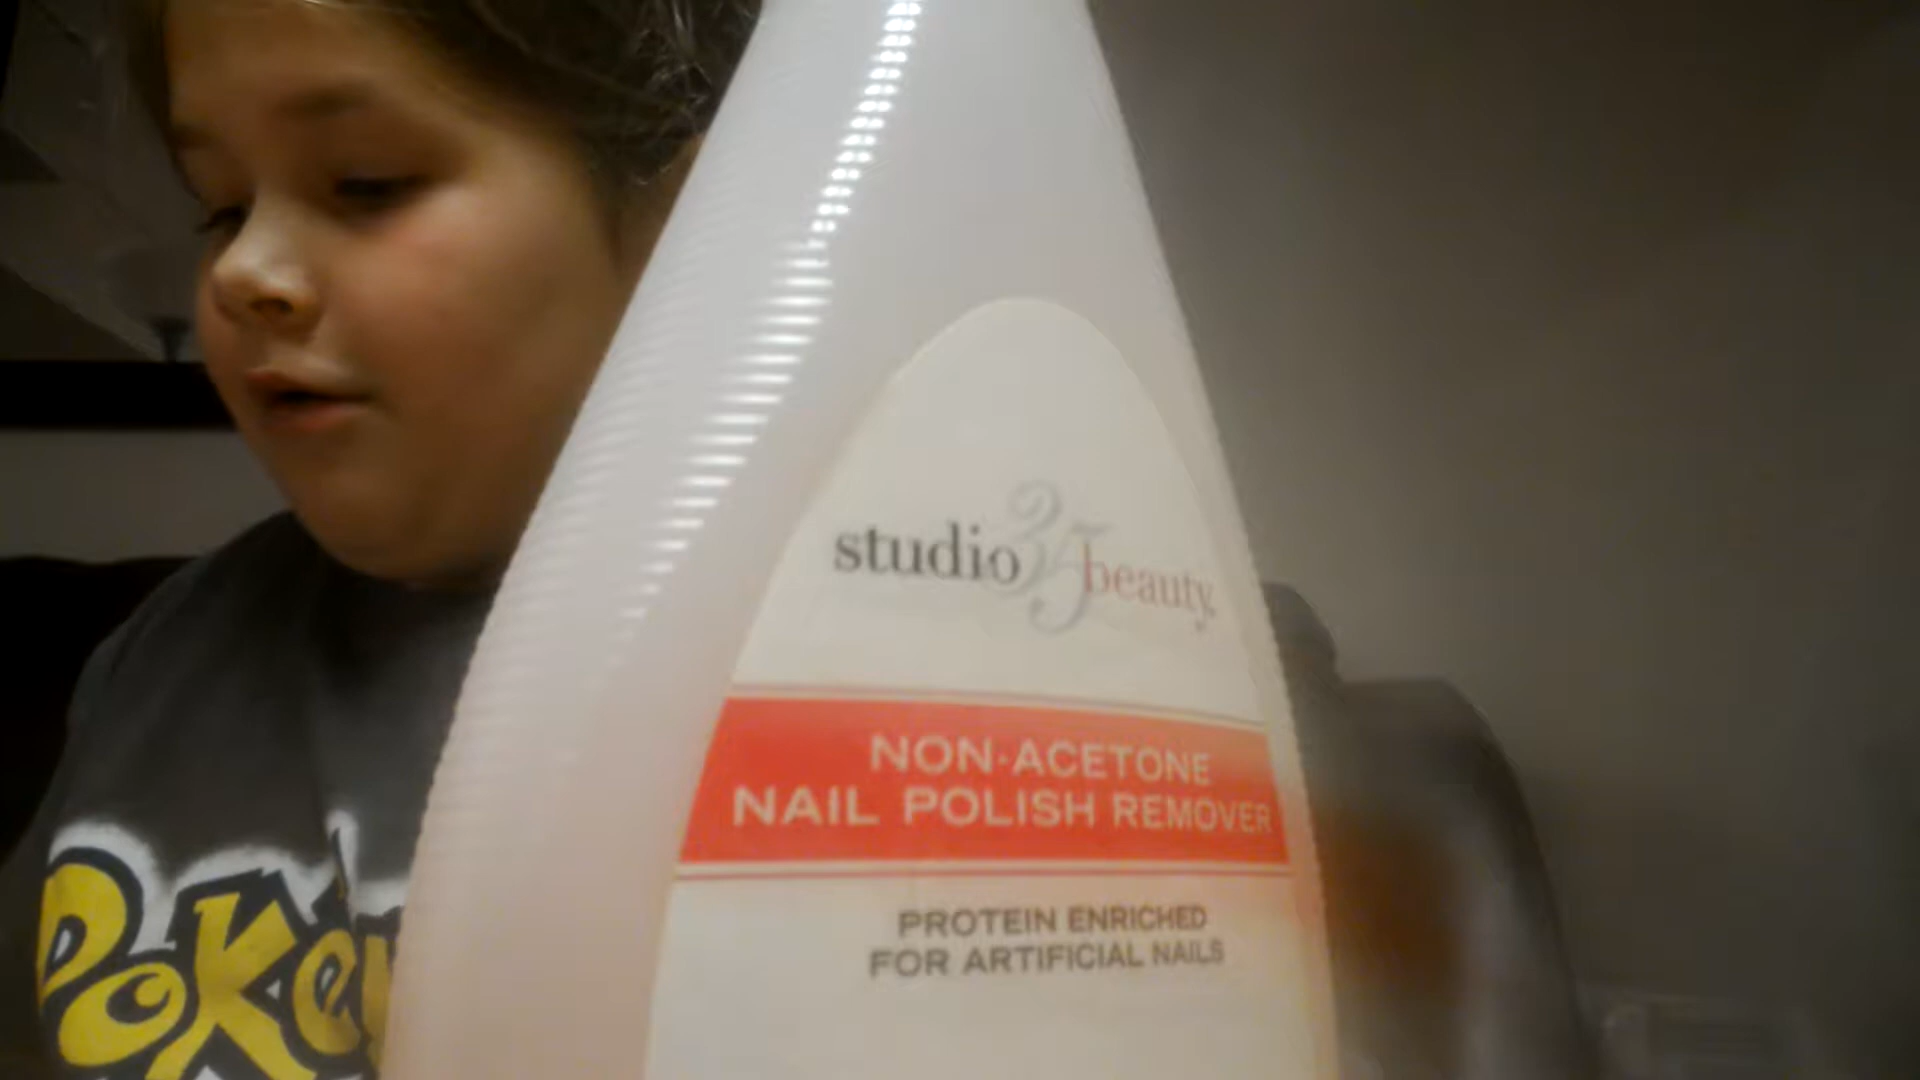 studio 35 beauty
NON-ACETONE
NAIL POLISH REMOVER
PROTEIN ENRICHED
FOR ARTIFICIAL NAILS